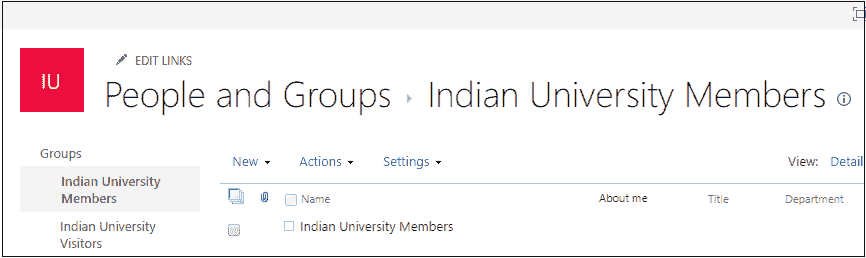 IU
EDIT LINKS
People and Groups ▸ Indian University Members
Groups
Indian University
Members
Indian University
Visitors
New Actions Settings View: Detail
Name About me Title Department
Indian University Members